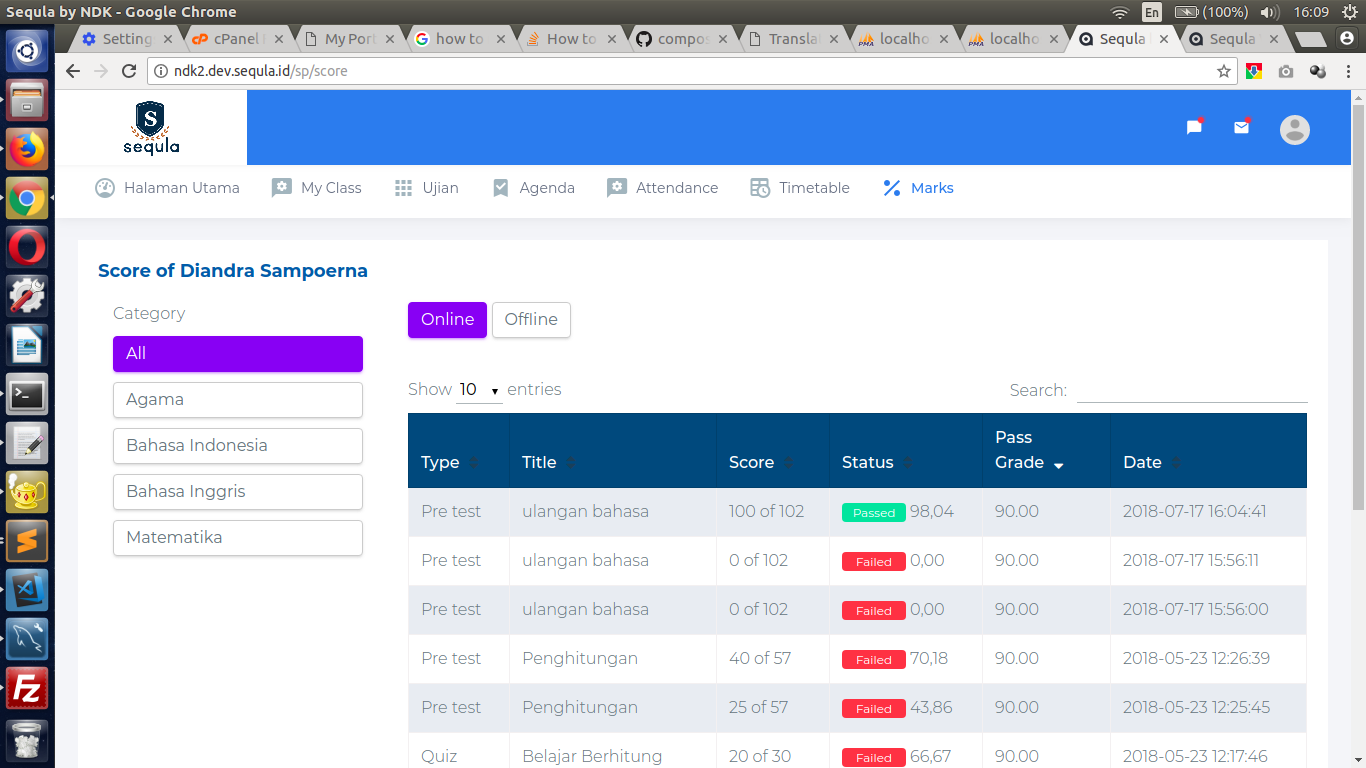 Sequla by NDK - Google Chrome
En (100%) 16:09
Setting cPanel My Port how to How to compos Transla localho localho Sequla Sequla
ndk2.dev.sequla.id/sp/score
S
sequla
Halaman Utama My Class Ujian Agenda Attendance Timetable Marks
Score of Diandra Sampoerna
Category
All
Agama
Bahasa Indonesia
Bahasa Inggris
Matematika
Online Offline
Show 10 entries Search:
Type Title Score Status Pass Grade Date
Pre test ulangan bahasa 100 of 102 Passed 98,04 90.00 2018-07-17 16:04:41
Pre test ulangan bahasa 0 of 102 Failed 0,00 90.00 2018-07-17 15:56:11
Pre test ulangan bahasa 0 of 102 Failed 0,00 90.00 2018-07-17 15:56:00
Pre test Penghitungan 40 of 57 Failed 70,18 90.00 2018-05-23 12:26:39
Pre test Penghitungan 25 of 57 Failed 43,86 90.00 2018-05-23 12:25:45
Quiz Belajar Berhitung 20 of 30 Failed 66,67 90.00 2018-05-23 12:17:46